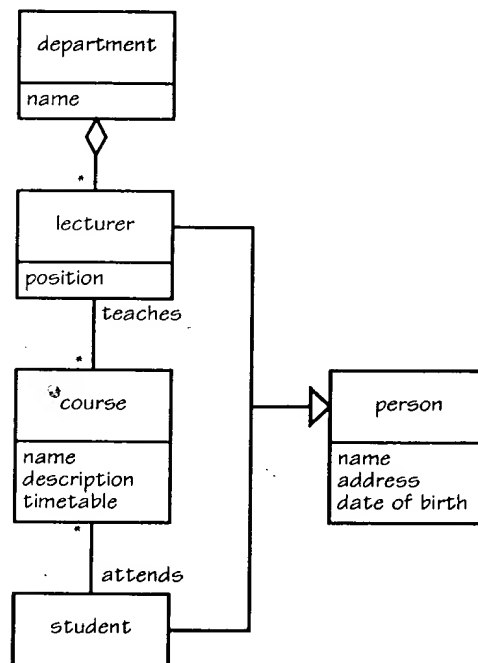 department
name
*
lecturer
position
teaches
*
course
name
description
timetable
*
attends
student
person
name
address
date of birth